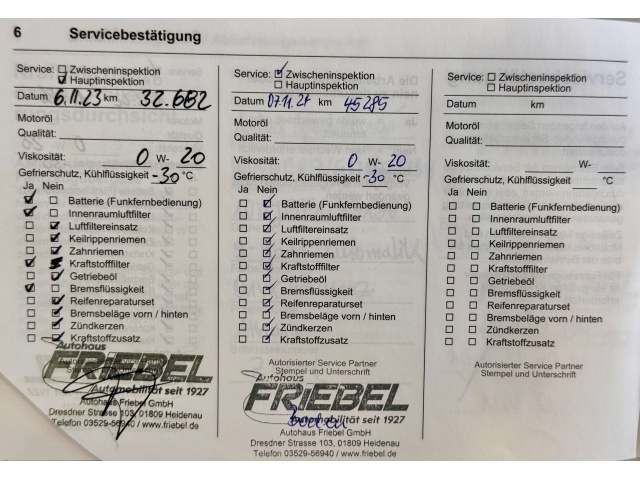 6 Servicebestätigung
Service: Zwischeninspektion
Hauptinspektion
Datum 6.11.23 km 32.682
Motoröl
Qualität:
Viskosität: 0 W- 20
Gefrierschutz, Kühlflüssigkeit -30 °C
Ja Nein
Batterie (Funkfernbedienung)
Innenraumluftfilter
Luftfiltereinsatz
Keilrippenriemen
Zahnriemen
Kraftstofffilter
Getriebeöl
Bremsflüssigkeit
Reifenreparaturset
Bremsbeläge vorn / hinten
Zündkerzen
Kraftstoffzusatz
Autohaus
FRIEBEL
Automobilität seit 1927
Autohaus Friebel GmbH
Dresdner Strasse 103, 01809 Heidenau
Telefon 03529-56940 / www.friebel.de
Service: Zwischeninspektion
Hauptinspektion
Datum 07.11.24 km 45285
Motoröl
Qualität:
Viskosität: 0 W- 20
Gefrierschutz, Kühlflüssigkeit -30 °C
Ja Nein
Batterie (Funkfernbedienung)
Innenraumluftfilter
Luftfiltereinsatz
Keilrippenriemen
Zahnriemen
Kraftstofffilter
Getriebeöl
Bremsflüssigkeit
Reifenreparaturset
Bremsbeläge vorn / hinten
Zündkerzen
Kraftstoffzusatz
Autorisierter Service Partner
Stempel und Unterschrift
Autohaus
FRIEBEL
Automobilität seit 1927
Autohaus Friebel GmbH
Dresdner Strasse 103, 01809 Heidenau
Telefon 03529-56940 / www.friebel.de
Service: Zwischeninspektion
Hauptinspektion
Datum km
Motoröl
Qualität:
Viskosität: W-
Gefrierschutz, Kühlflüssigkeit °C
Ja Nein
Batterie (Funkfernbedienung)
Innenraumluftfilter
Luftfiltereinsatz
Keilrippenriemen
Zahnriemen
Kraftstofffilter
Getriebeöl
Bremsflüssigkeit
Reifenreparaturset
Bremsbeläge vorn / hinten
Zündkerzen
Kraftstoffzusatz
Autorisierter Service Partner
Stempel und Unterschrift